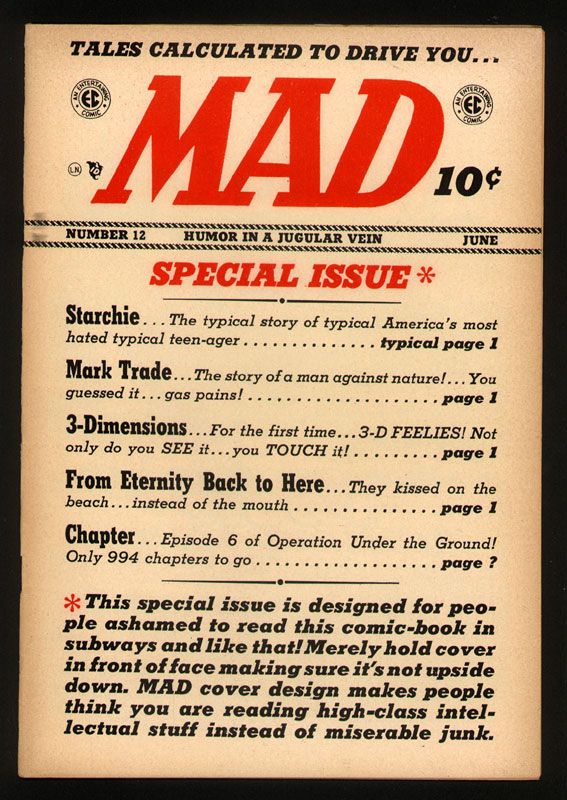 TALES CALCULATED TO DRIVE YOU...
AN ENTERTAINING
EC
COMIC
AN ENTERTAINING
EC
COMIC
MAD
L.N.
10¢
NUMBER 12 HUMOR IN A JUGULAR VEIN JUNE
SPECIAL ISSUE*
Starchie... The typical story of typical America's most
hated typical teen-ager.............. typical page 1
Mark Trade...The story of a man against nature!...You
guessed it...gas pains!.................... page 1
3-Dimensions...For the first time...3-D FEELIES! Not
only do you SEE it...you TOUCH it!......... page 1
From Eternity Back to Here...They kissed on the
beach...instead of the mouth................ page 1
Chapter... Episode 6 of Operation Under the Ground!
Only 994 chapters to go.................... page ?
*This special issue is designed for peo-
ple ashamed to read this comic-book in
subways and like that! Merely hold cover
in front of face making sure it's not upside
down. MAD cover design makes people
think you are reading high-class intel-
lectual stuff instead of miserable junk.